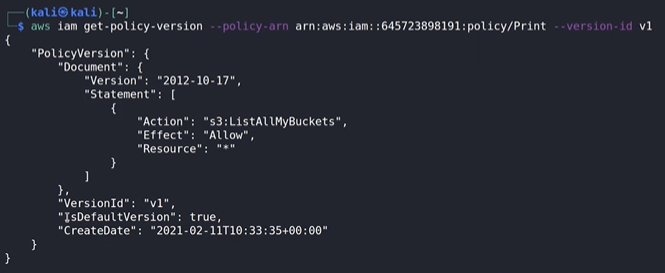 ┌──(kali㉿kali)-[~]
└─$ aws iam get-policy-version --policy-arn arn:aws:iam::645723898191:policy/Print --version-id v1
{
    "PolicyVersion": {
        "Document": {
            "Version": "2012-10-17",
            "Statement": [
                {
                    "Action": "s3:ListAllMyBuckets",
                    "Effect": "Allow",
                    "Resource": "*"
                }
            ]
        },
        "VersionId": "v1",
        "IsDefaultVersion": true,
        "CreateDate": "2021-02-11T10:33:35+00:00"
    }
}